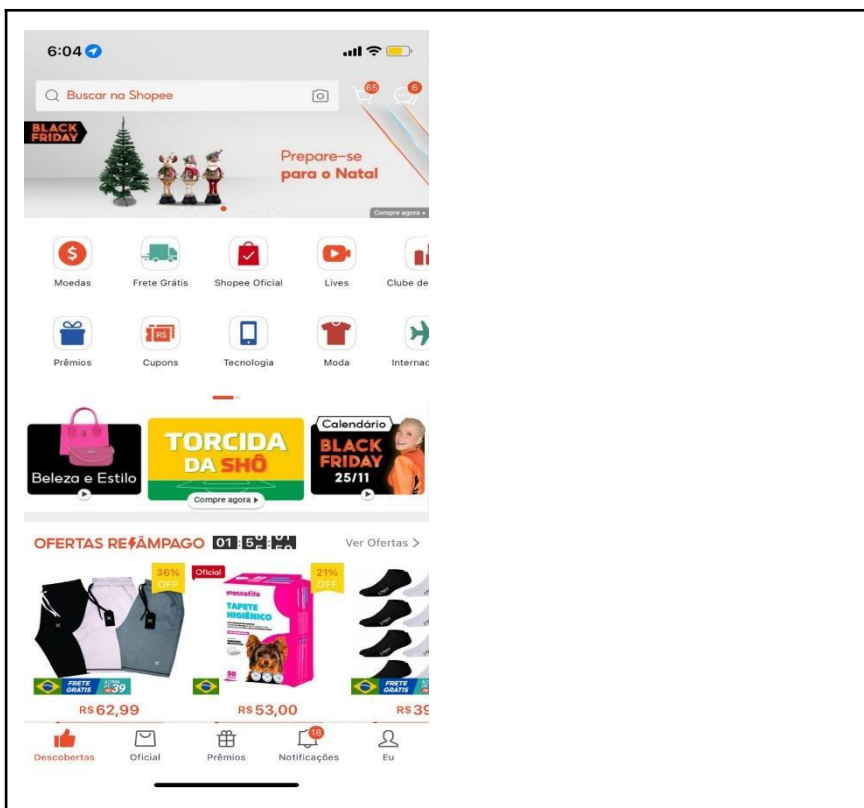 6:04
Buscar na Shopee
65
6
BLACK
FRIDAY
Prepare-se
para o Natal
Compre agora
$
Moedas
Frete Grátis
Shopee Oficial
Lives
Clube de
R$
Prêmios
Cupons
Tecnologia
Moda
Internac
Beleza e Estilo
TORCIDA
DA SHÔ
Compre agora
Calendário
BLACK
FRIDAY
25/11
OFERTAS RELÂMPAGO
01
Ver Ofertas >
36%
OFF
Oficial
21%
OFF
mascotido
TAPETE
HIGIÊNICO
50
FRETE
GRÁTIS
39
FRETE
GRÁTIS
R$62,99
R$53,00
R$39
Descobertas
Oficial
Prêmios
18
Notificações
Eu